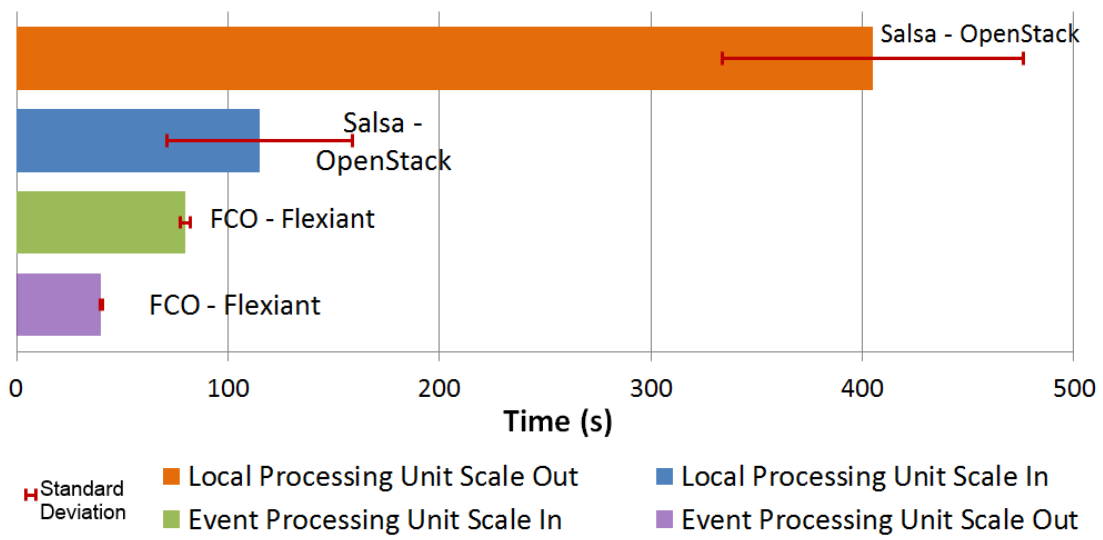 Salsa - OpenStack
Salsa -
OpenStack
FCO - Flexiant
FCO - Flexiant
0 100 200 300 400 500
Time (s)
Standard
Deviation
Local Processing Unit Scale Out
Local Processing Unit Scale In
Event Processing Unit Scale In
Event Processing Unit Scale Out